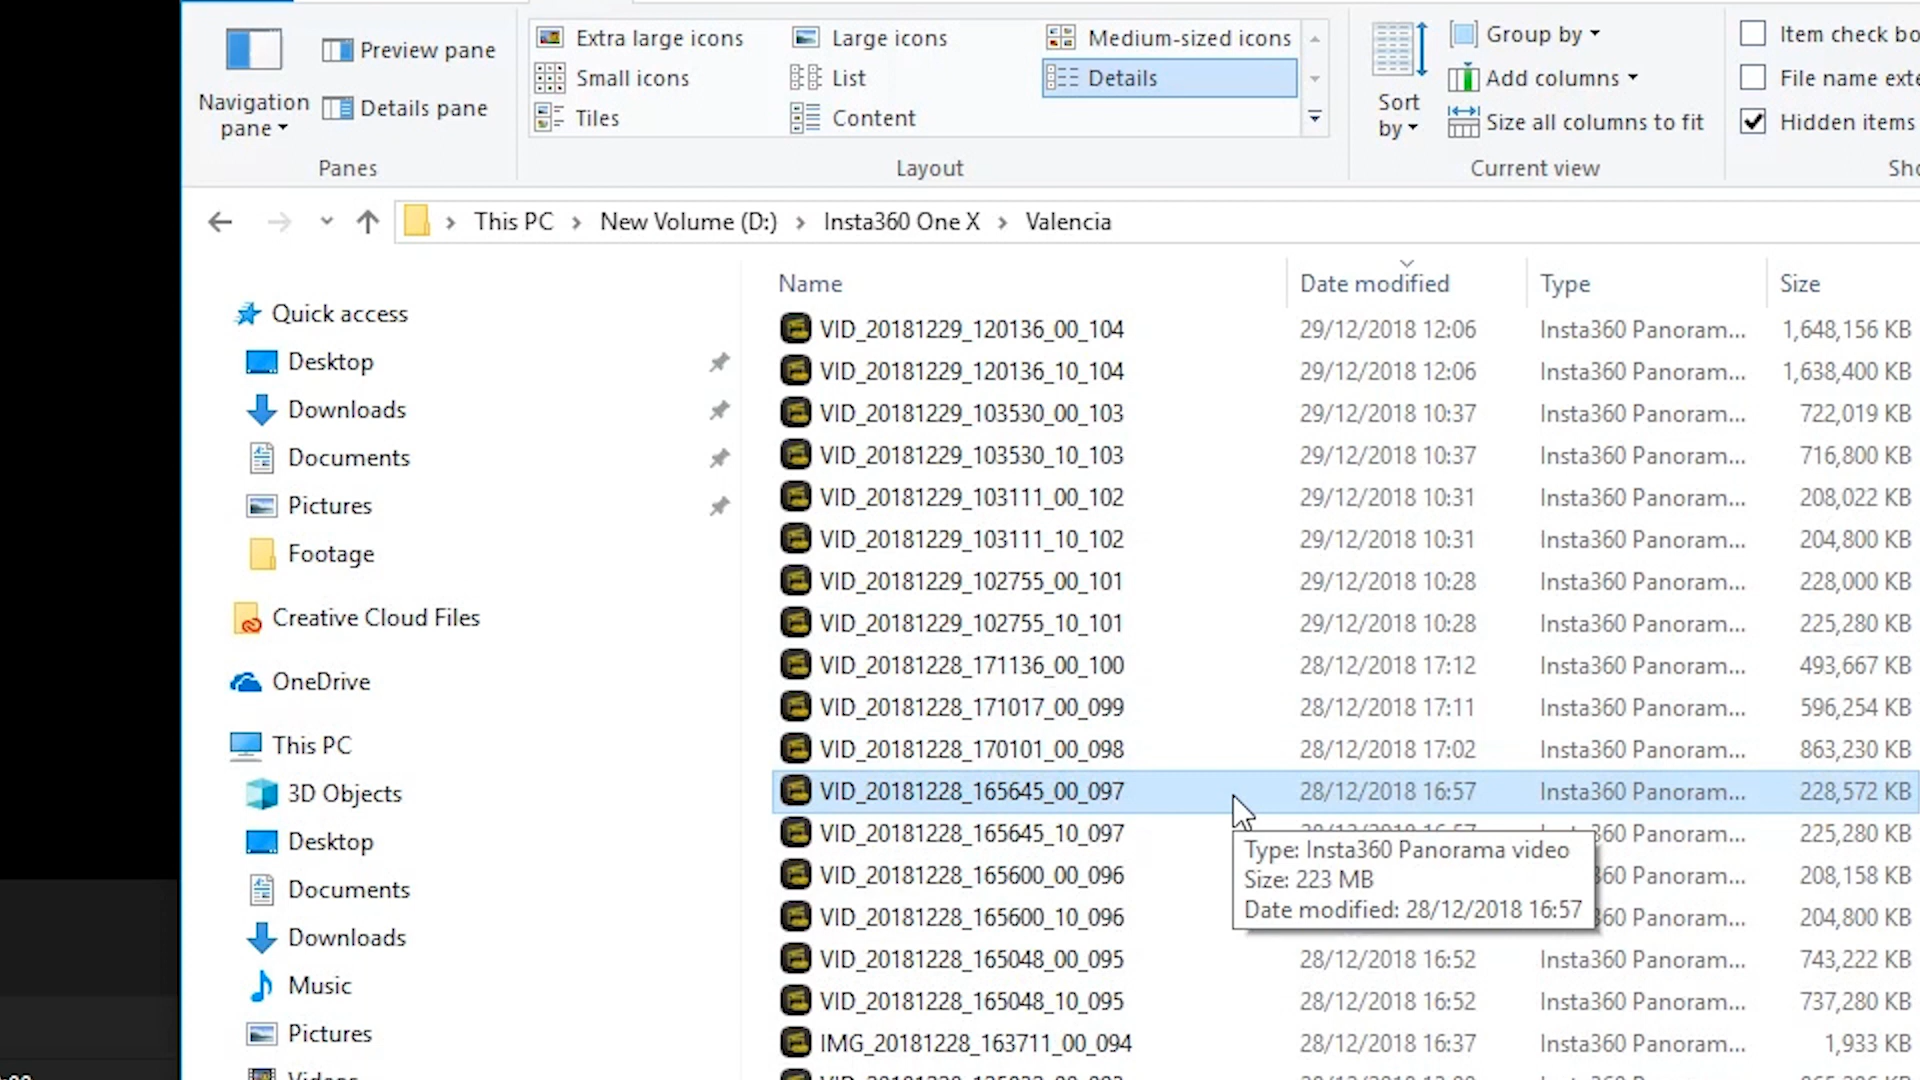 Navigation pane
Preview pane
Details pane
Panes
Extra large icons
Large icons
Medium-sized icons
Small icons
List
Details
Tiles
Content
Layout
Sort by
Group by
Add columns
Size all columns to fit
Current view
Item check bo
File name exte
Hidden items
Sho
This PC > New Volume (D:) > Insta360 One X > Valencia
Name Date modified Type Size
Quick access
Desktop
Downloads
Documents
Pictures
Footage
Creative Cloud Files
OneDrive
This PC
3D Objects
Desktop
Documents
Downloads
Music
Pictures
VID_20181229_120136_00_104 29/12/2018 12:06 Insta360 Panoram... 1,648,156 KB
VID_20181229_120136_10_104 29/12/2018 12:06 Insta360 Panoram... 1,638,400 KB
VID_20181229_103530_00_103 29/12/2018 10:37 Insta360 Panoram... 722,019 KB
VID_20181229_103530_10_103 29/12/2018 10:37 Insta360 Panoram... 716,800 KB
VID_20181229_103111_00_102 29/12/2018 10:31 Insta360 Panoram... 208,022 KB
VID_20181229_103111_10_102 29/12/2018 10:31 Insta360 Panoram... 204,800 KB
VID_20181229_102755_00_101 29/12/2018 10:28 Insta360 Panoram... 228,000 KB
VID_20181229_102755_10_101 29/12/2018 10:28 Insta360 Panoram... 225,280 KB
VID_20181228_171136_00_100 28/12/2018 17:12 Insta360 Panoram... 493,667 KB
VID_20181228_171017_00_099 28/12/2018 17:11 Insta360 Panoram... 596,254 KB
VID_20181228_170101_00_098 28/12/2018 17:02 Insta360 Panoram... 863,230 KB
VID_20181228_165645_00_097 28/12/2018 16:57 Insta360 Panoram... 228,572 KB
VID_20181228_165645_10_097 360 Panoram... 225,280 KB
VID_20181228_165600_00_096 360 Panoram... 208,158 KB
VID_20181228_165600_10_096 360 Panoram... 204,800 KB
VID_20181228_165048_00_095 28/12/2018 16:52 Insta360 Panoram... 743,222 KB
VID_20181228_165048_10_095 28/12/2018 16:52 Insta360 Panoram... 737,280 KB
IMG_20181228_163711_00_094 28/12/2018 16:37 Insta360 Panoram... 1,933 KB
Type: Insta360 Panorama video
Size: 223 MB
Date modified: 28/12/2018 16:57